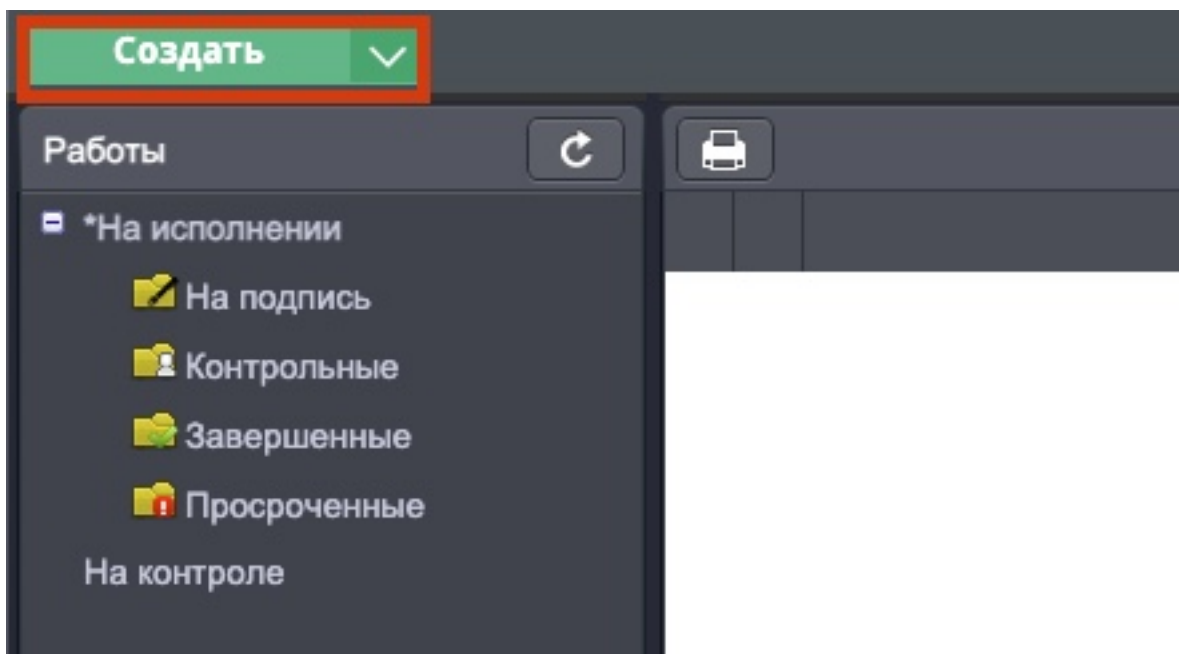 Создать
Работы
*На исполнении
На подпись
Контрольные
Завершенные
Просроченные
На контроле